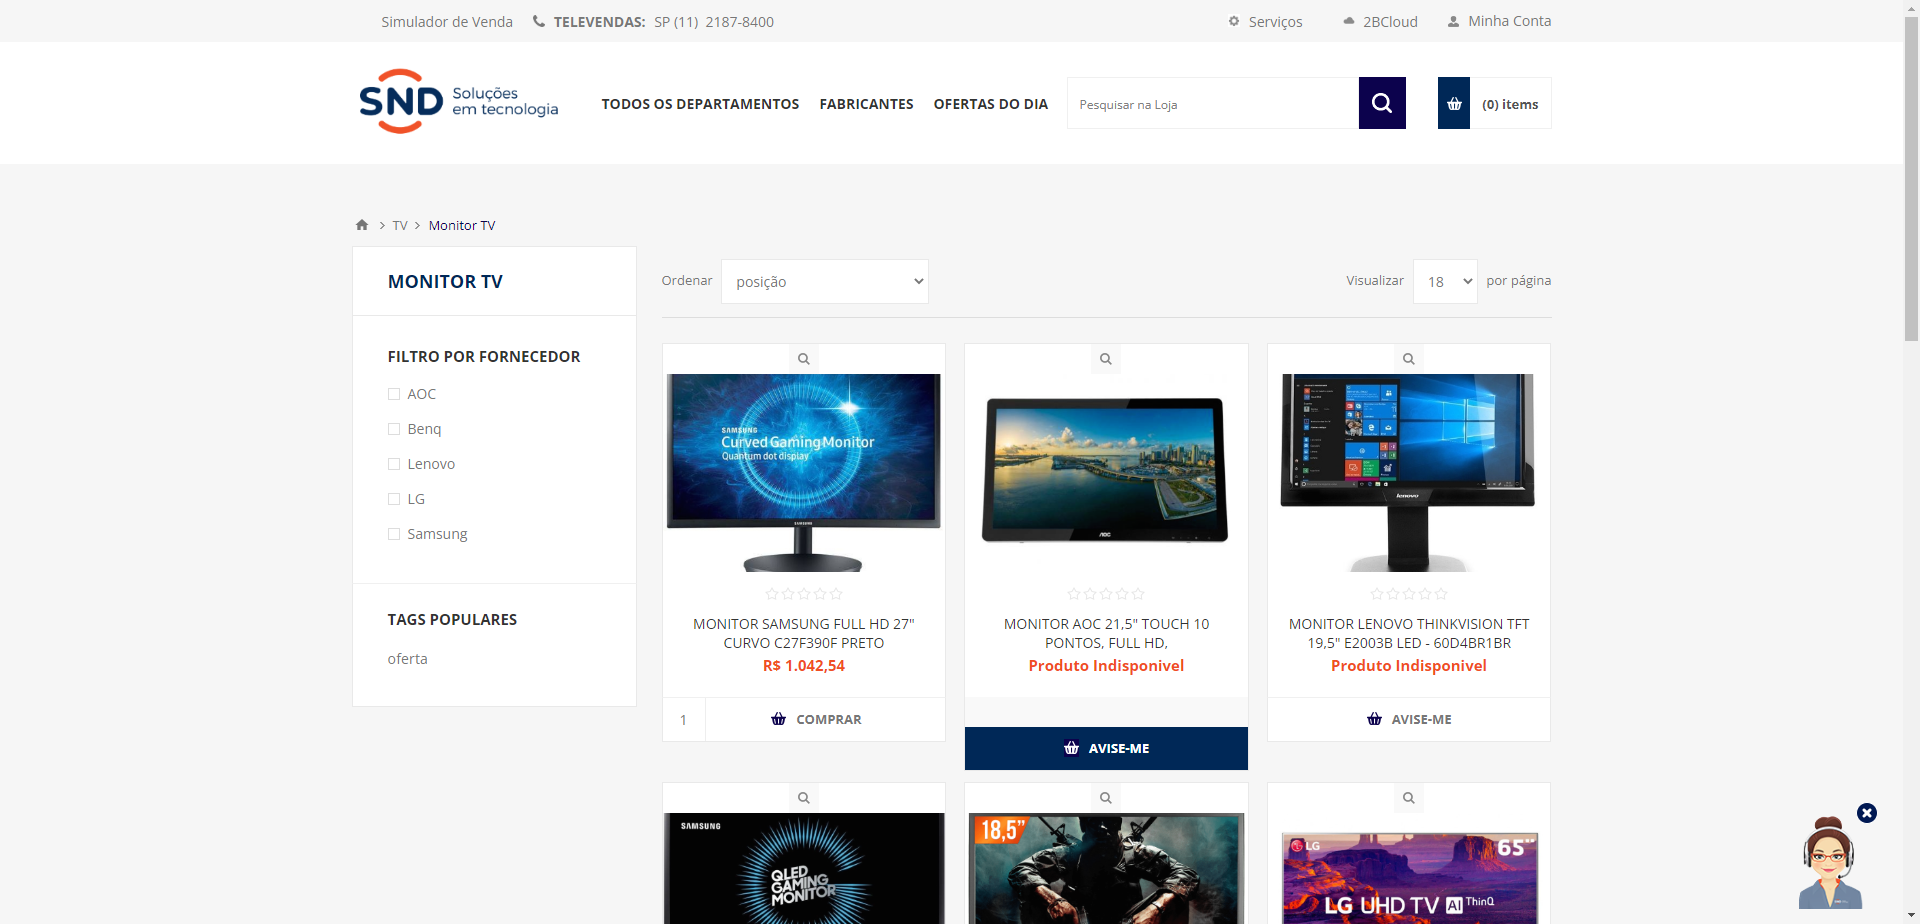 Simulador de Venda
TELEVENDAS: SP (11) 2187-8400
Serviços
2BCloud
Minha Conta
SND Soluções
em tecnologia
TODOS OS DEPARTAMENTOS
FABRICANTES
OFERTAS DO DIA
Pesquisar na Loja
(0) items
TV
Monitor TV
MONITOR TV
FILTRO POR FORNECEDOR
AOC
Benq
Lenovo
LG
Samsung
TAGS POPULARES
oferta
Ordenar
posição
Visualizar
18
por página
SAMSUNG
Curved Gaming Monitor
Quantum dot display
SAMSUNG
MONITOR SAMSUNG FULL HD 27"
CURVO C27F390F PRETO
R$ 1.042,54
1
COMPRAR
AOC
MONITOR AOC 21,5" TOUCH 10
PONTOS, FULL HD,
Produto Indisponivel
AVISE-ME
lenovo
MONITOR LENOVO THINKVISION TFT
19,5" E2003B LED - 60D4BR1BR
Produto Indisponivel
AVISE-ME
SAMSUNG
QLED
GAMING
MONITOR
18,5"
LG
65"
LG UHD TV AI ThinQ